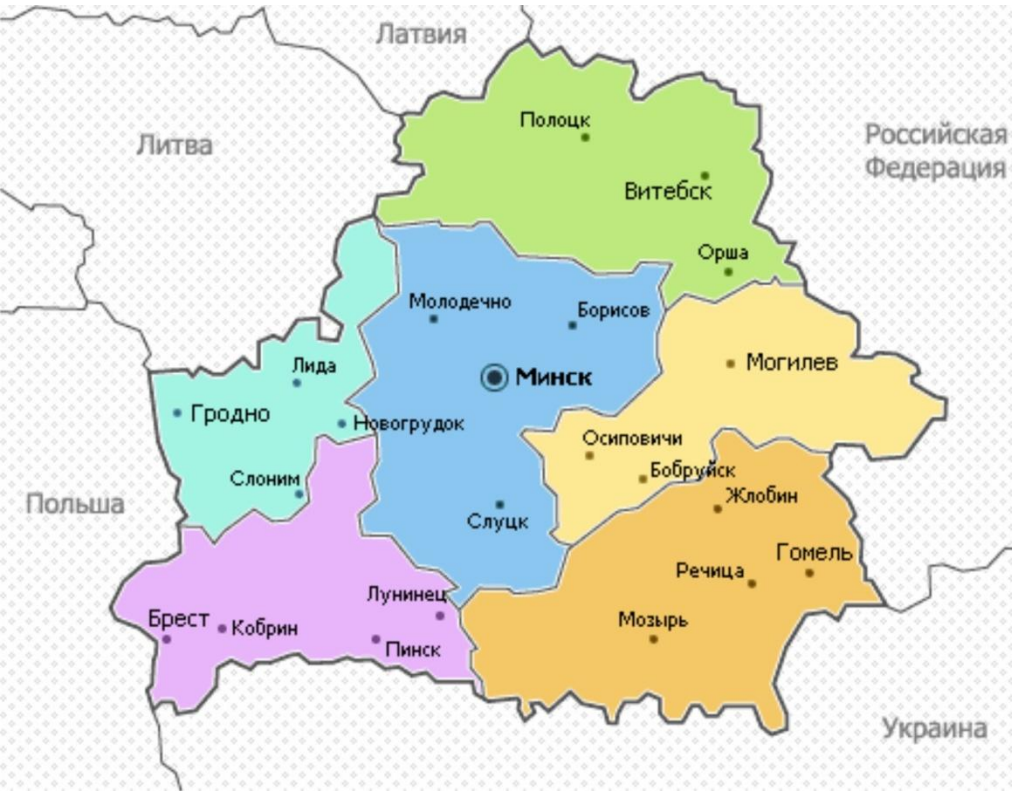 Латвия
Полоцк
Российская
Федерация
Литва
Витебск
Орша
Молодечно
Борисов
Могилев
Лида
Минск
Гродно
Новогрудок
Осиповичи
Бобруйск
Слоним
Жлобин
Польша
Слуцк
Гомель
Речица
Лунинец
Брест
Кобрин
Мозырь
Пинск
Украина